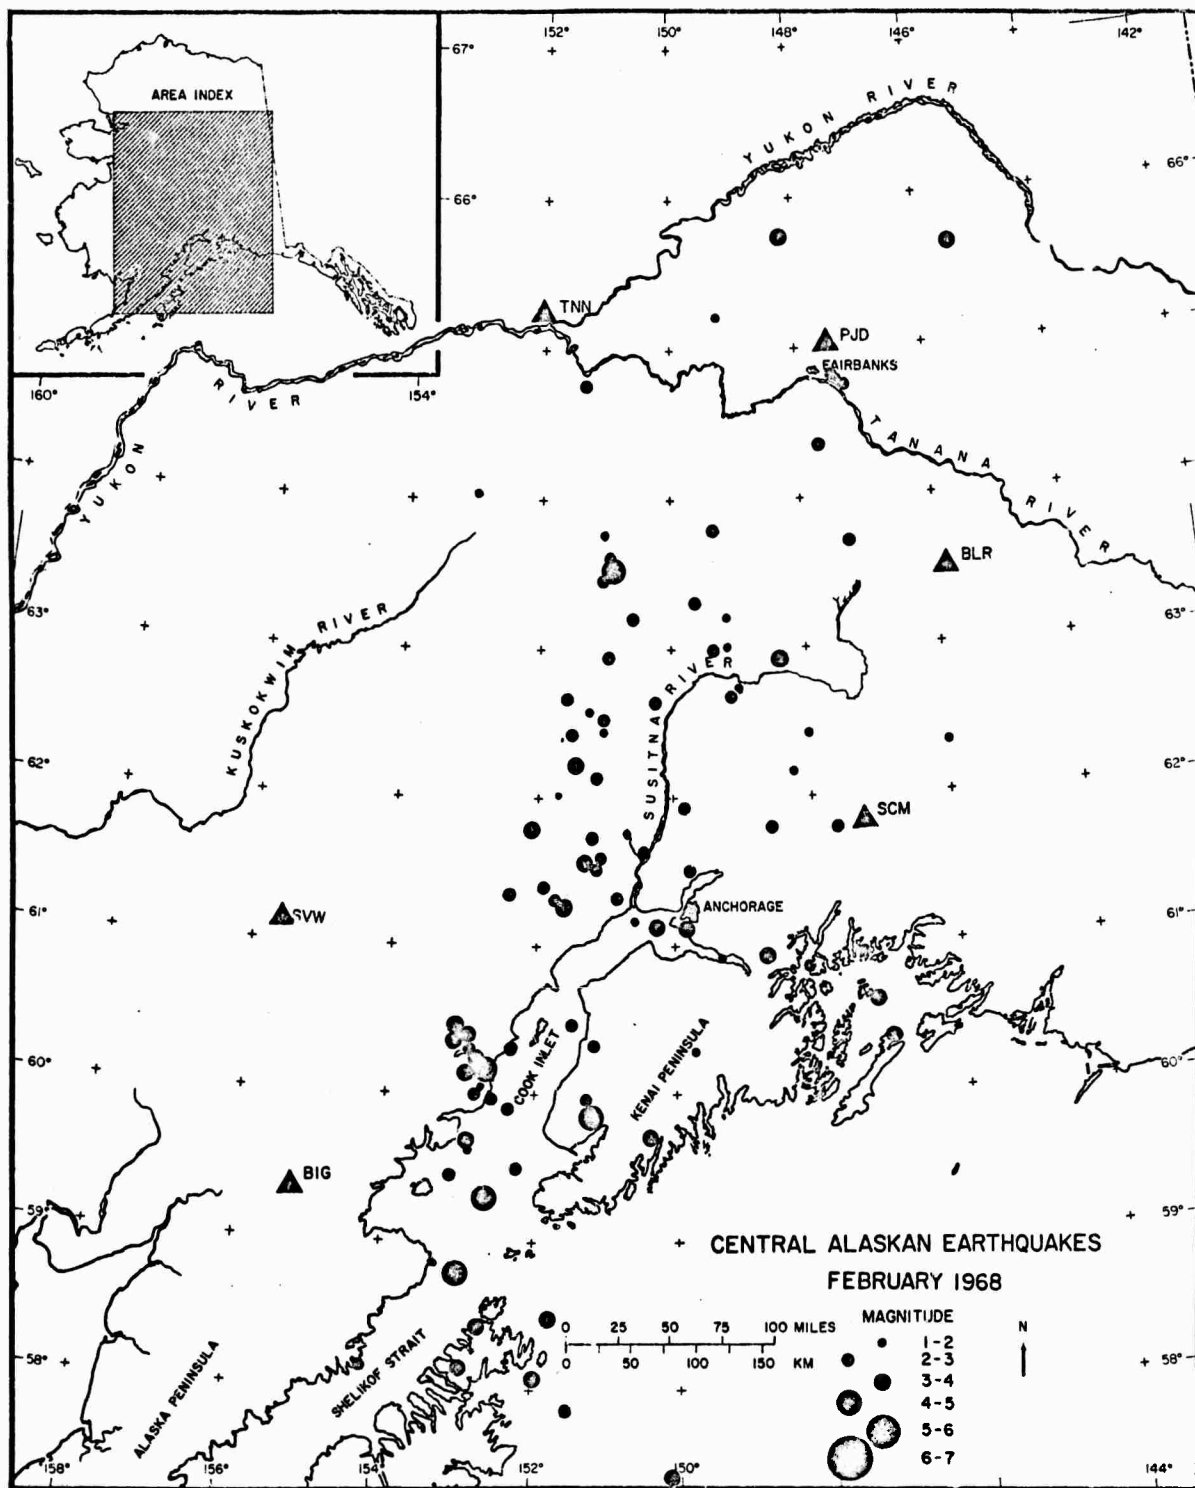 152° 150° 148° 146° 142°
67°
AREA INDEX
YUKON RIVER
66°
66°
TNN
PJD
FAIRBANKS
160° 154°
YUKON RIVER
TANANA RIVER
BLR
63° 63°
KUSKOKWIM RIVER
SUSITNA RIVER
62° 62°
SCM
SVW
ANCHORAGE
61° 61°
COOK INLET
KENAI PENINSULA
60° 60°
BIG
59° 59°
CENTRAL ALASKAN EARTHQUAKES
FEBRUARY 1968
MAGNITUDE
0 25 50 75 100 MILES
0 50 100 150 KM
N
1-2
2-3
3-4
4-5
5-6
6-7
58° 58°
ALASKA PENINSULA
SHELIKOF STRAIT
158° 156° 154° 152° 150° 144°